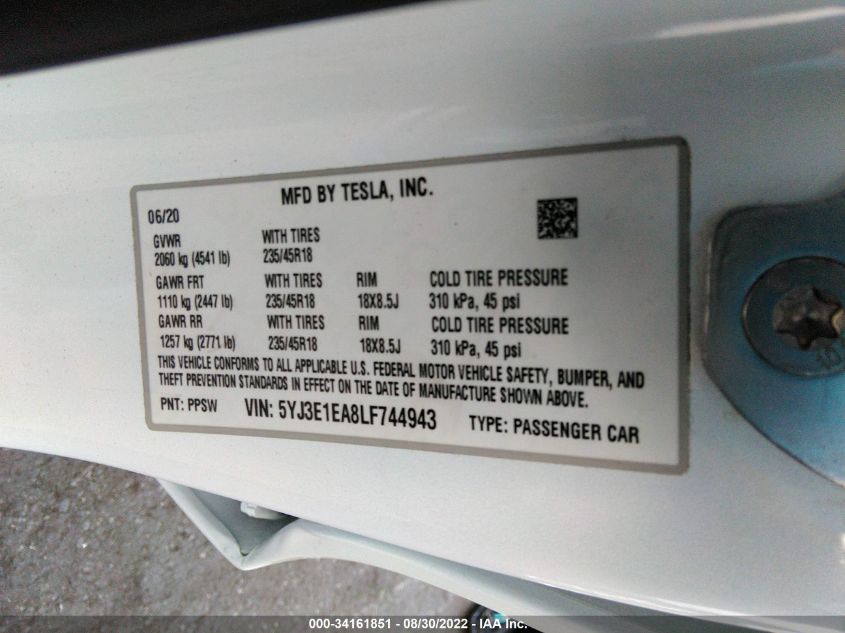 MFD BY TESLA, INC.
06/20
GVWR WITH TIRES
2060 kg (4541 lb) 235/45R18
GAWR FRT WITH TIRES RIM COLD TIRE PRESSURE
1110 kg (2447 lb) 235/45R18 18X8.5J 310 kPa, 45 psi
GAWR RR WITH TIRES RIM COLD TIRE PRESSURE
1257 kg (2771 lb) 235/45R18 18X8.5J 310 kPa, 45 psi
THIS VEHICLE CONFORMS TO ALL APPLICABLE U.S. FEDERAL MOTOR VEHICLE SAFETY, BUMPER, AND
THEFT PREVENTION STANDARDS IN EFFECT ON THE DATE OF MANUFACTURE SHOWN ABOVE.
PNT: PPSW VIN: 5YJ3E1EA8LF744943 TYPE: PASSENGER CAR
000-34161851 - 08/30/2022 - IAA Inc.